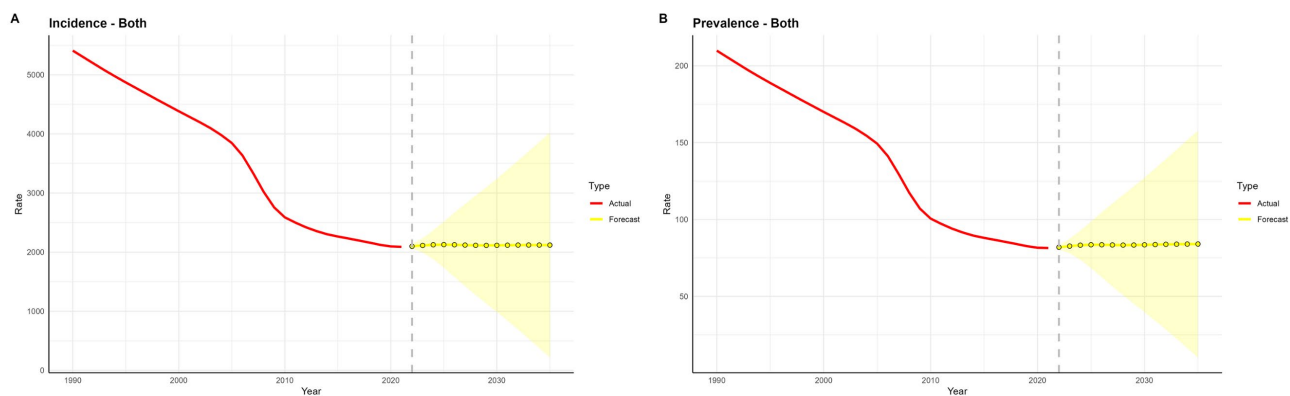 A
Incidence - Both
5000
4000
3000
2000
1000
0
Rate
1990
2000
2010
2020
2030
Year
Type
Actual
Forecast
B
Prevalence - Both
200
150
100
50
Rate
1990
2000
2010
2020
2030
Year
Type
Actual
Forecast